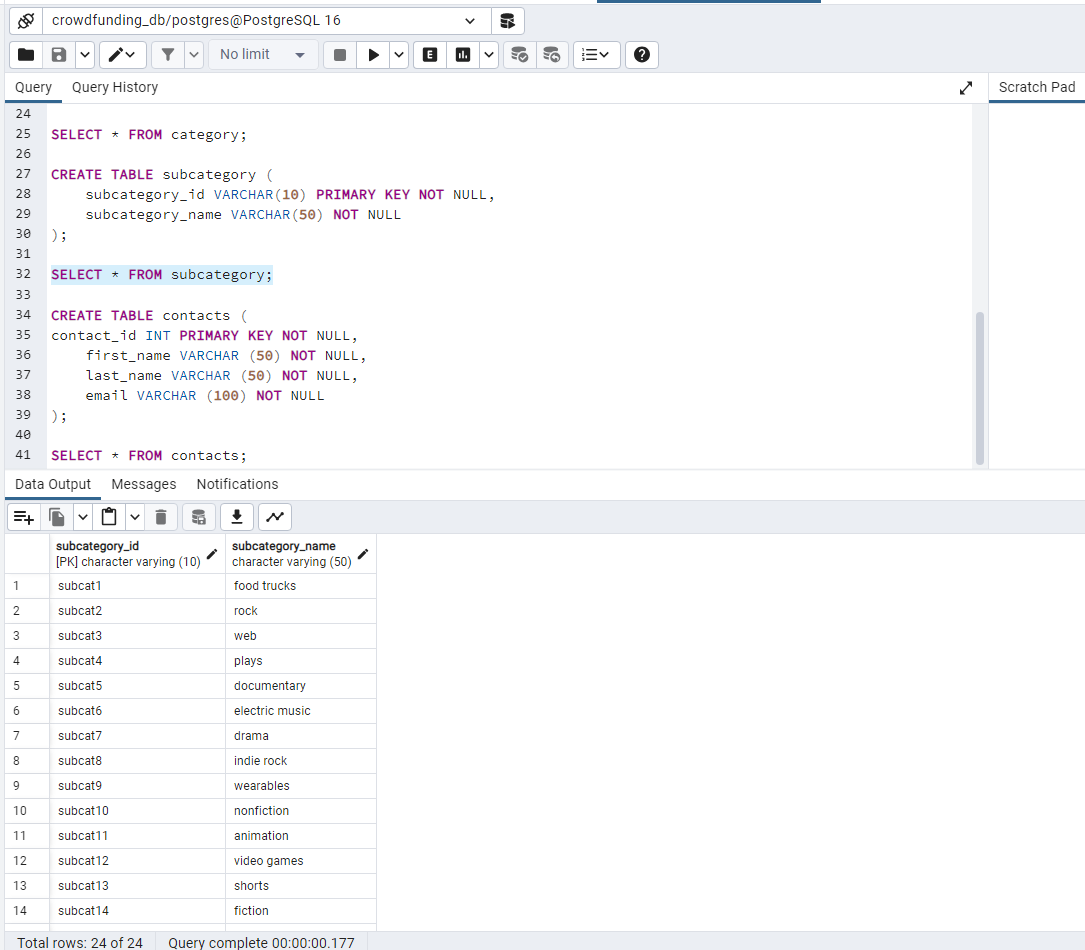 crowdfunding_db/postgres@PostgreSQL 16
No limit
E
Query Query History Scratch Pad
24
25 SELECT * FROM category;
26
27 CREATE TABLE subcategory (
28 subcategory_id VARCHAR(10) PRIMARY KEY NOT NULL,
29 subcategory_name VARCHAR(50) NOT NULL
30 );
31
32 SELECT * FROM subcategory;
33
34 CREATE TABLE contacts (
35 contact_id INT PRIMARY KEY NOT NULL,
36 first_name VARCHAR (50) NOT NULL,
37 last_name VARCHAR (50) NOT NULL,
38 email VARCHAR (100) NOT NULL
39 );
40
41 SELECT * FROM contacts;
Data Output Messages Notifications
subcategory_id subcategory_name
[PK] character varying (10) character varying (50)
1 subcat1 food trucks
2 subcat2 rock
3 subcat3 web
4 subcat4 plays
5 subcat5 documentary
6 subcat6 electric music
7 subcat7 drama
8 subcat8 indie rock
9 subcat9 wearables
10 subcat10 nonfiction
11 subcat11 animation
12 subcat12 video games
13 subcat13 shorts
14 subcat14 fiction
Total rows: 24 of 24 Query complete 00:00:00.177